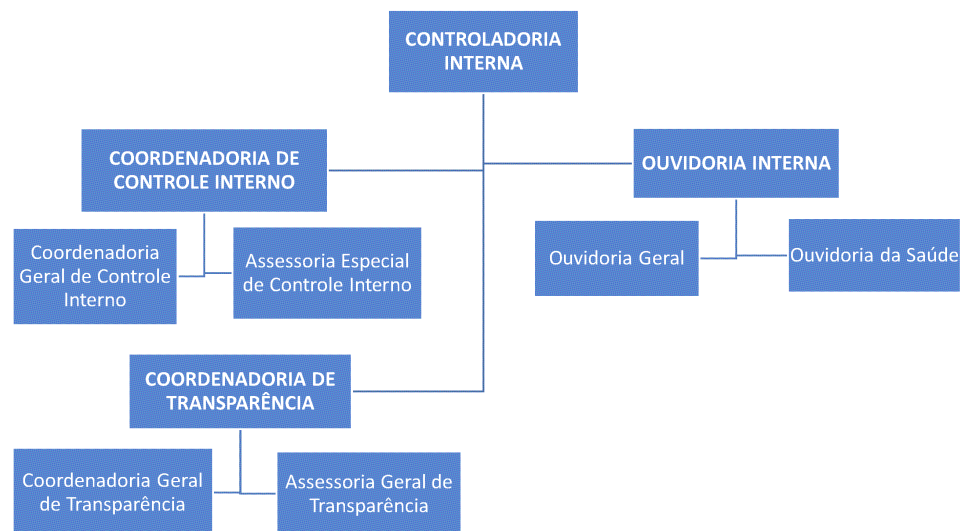 CONTROLADORIA
INTERNA
COORDENADORIA DE
CONTROLE INTERNO
OUVIDORIA INTERNA
Coordenadoria
Geral de Controle
Interno
Assessoria Especial
de Controle Interno
Ouvidoria Geral
Ouvidoria da Saúde
COORDENADORIA DE
TRANSPARÊNCIA
Coordenadoria Geral
de Transparência
Assessoria Geral de
Transparência